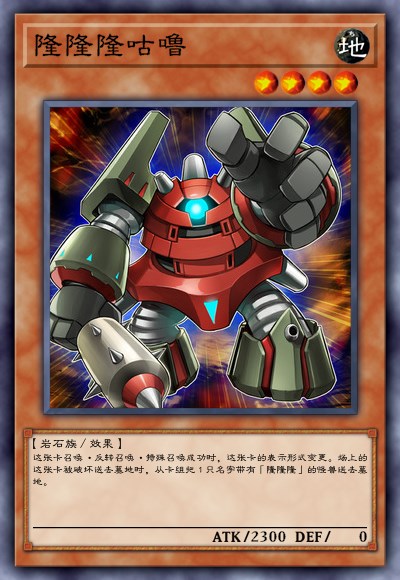 隆隆隆咕噜
地
【岩石族/效果】
这张卡召唤·反转召唤·特殊召唤成功时，这张卡的表示形式变更。场上的
这张卡被破坏送去墓地时，从卡组把1只名字带有「隆隆隆」的怪兽送去墓
地。
ATK/2300 DEF/ 0